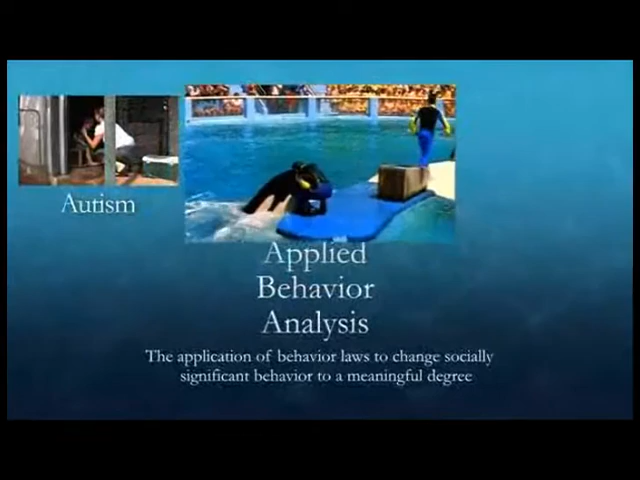 Autism
Applied
Behavior
Analysis
The application of behavior laws to change socially
significant behavior to a meaningful degree